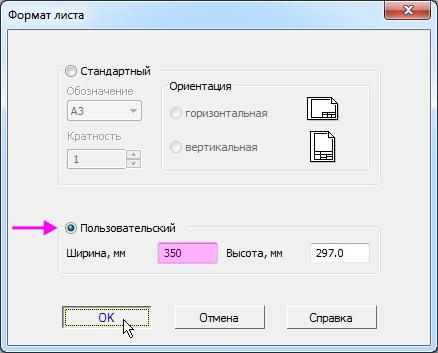 Формат листа
Стандартный
Обозначение
А3
Кратность
1
Ориентация
горизонтальная
вертикальная
Пользовательский
Ширина, мм 350 Высота, мм 297.0
OK Отмена Справка